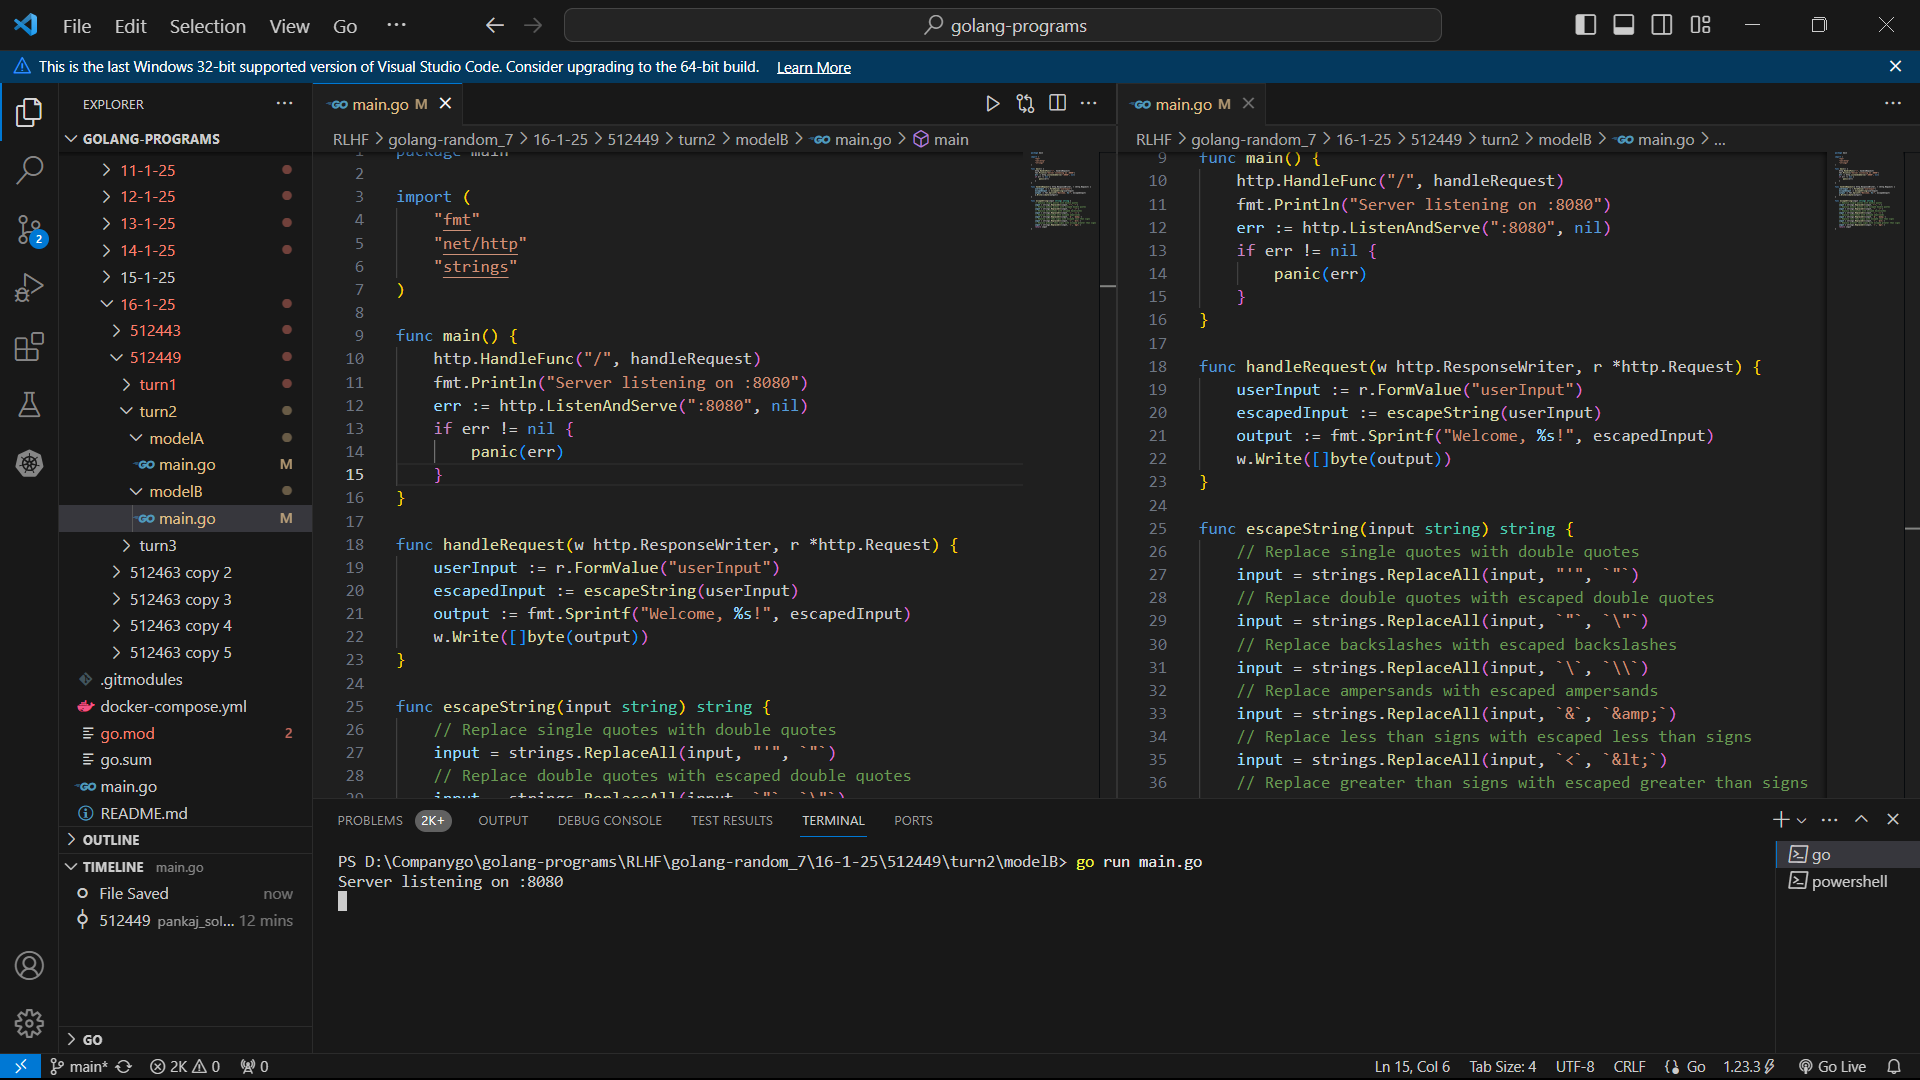 File Edit Selection View Go ···
golang-programs
This is the last Windows 32-bit supported version of Visual Studio Code. Consider upgrading to the 64-bit build. Learn More
EXPLORER
GOLANG-PROGRAMS
11-1-25
12-1-25
13-1-25
14-1-25
15-1-25
16-1-25
512443
512449
turn1
turn2
modelA
main.go M
modelB
main.go M
turn3
512463 copy 2
512463 copy 3
512463 copy 4
512463 copy 5
.gitmodules
docker-compose.yml
go.mod 2
go.sum
main.go
README.md
OUTLINE
TIMELINE main.go
File Saved now
512449 pankaj_sol... 12 mins
GO
main.go M
RLHF > golang-random_7 > 16-1-25 > 512449 > turn2 > modelB > main.go > main
1 package main
2
3 import (
4 "fmt"
5 "net/http"
6 "strings"
7 )
8
9 func main() {
10 http.HandleFunc("/", handleRequest)
11 fmt.Println("Server listening on :8080")
12 err := http.ListenAndServe(":8080", nil)
13 if err != nil {
14 panic(err)
15 }
16 }
17
18 func handleRequest(w http.ResponseWriter, r *http.Request) {
19 userInput := r.FormValue("userInput")
20 escapedInput := escapeString(userInput)
21 output := fmt.Sprintf("Welcome, %s!", escapedInput)
22 w.Write([]byte(output))
23 }
24
25 func escapeString(input string) string {
26 // Replace single quotes with double quotes
27 input = strings.ReplaceAll(input, "'", `"`)
28 // Replace double quotes with escaped double quotes
29 input = strings.ReplaceAll(input, `"`, `\"`)
main.go M
RLHF > golang-random_7 > 16-1-25 > 512449 > turn2 > modelB > main.go > ...
9 func main() {
10 http.HandleFunc("/", handleRequest)
11 fmt.Println("Server listening on :8080")
12 err := http.ListenAndServe(":8080", nil)
13 if err != nil {
14 panic(err)
15 }
16 }
17
18 func handleRequest(w http.ResponseWriter, r *http.Request) {
19 userInput := r.FormValue("userInput")
20 escapedInput := escapeString(userInput)
21 output := fmt.Sprintf("Welcome, %s!", escapedInput)
22 w.Write([]byte(output))
23 }
24
25 func escapeString(input string) string {
26 // Replace single quotes with double quotes
27 input = strings.ReplaceAll(input, "'", `"`)
28 // Replace double quotes with escaped double quotes
29 input = strings.ReplaceAll(input, `"`, `\"`)
30 // Replace backslashes with escaped backslashes
31 input = strings.ReplaceAll(input, `\`, `\\`)
32 // Replace ampersands with escaped ampersands
33 input = strings.ReplaceAll(input, `&`, `&amp;`)
34 // Replace less than signs with escaped less than signs
35 input = strings.ReplaceAll(input, `<`, `&lt;`)
36 // Replace greater than signs with escaped greater than signs
PROBLEMS 2K+ OUTPUT DEBUG CONSOLE TEST RESULTS TERMINAL PORTS
PS D:\Companygo\golang-programs\RLHF\golang-random_7\16-1-25\512449\turn2\modelB> go run main.go
Server listening on :8080
go
powershell
2
main* 2K 0 0
Ln 15, Col 6 Tab Size: 4 UTF-8 CRLF Go 1.23.3 Go Live